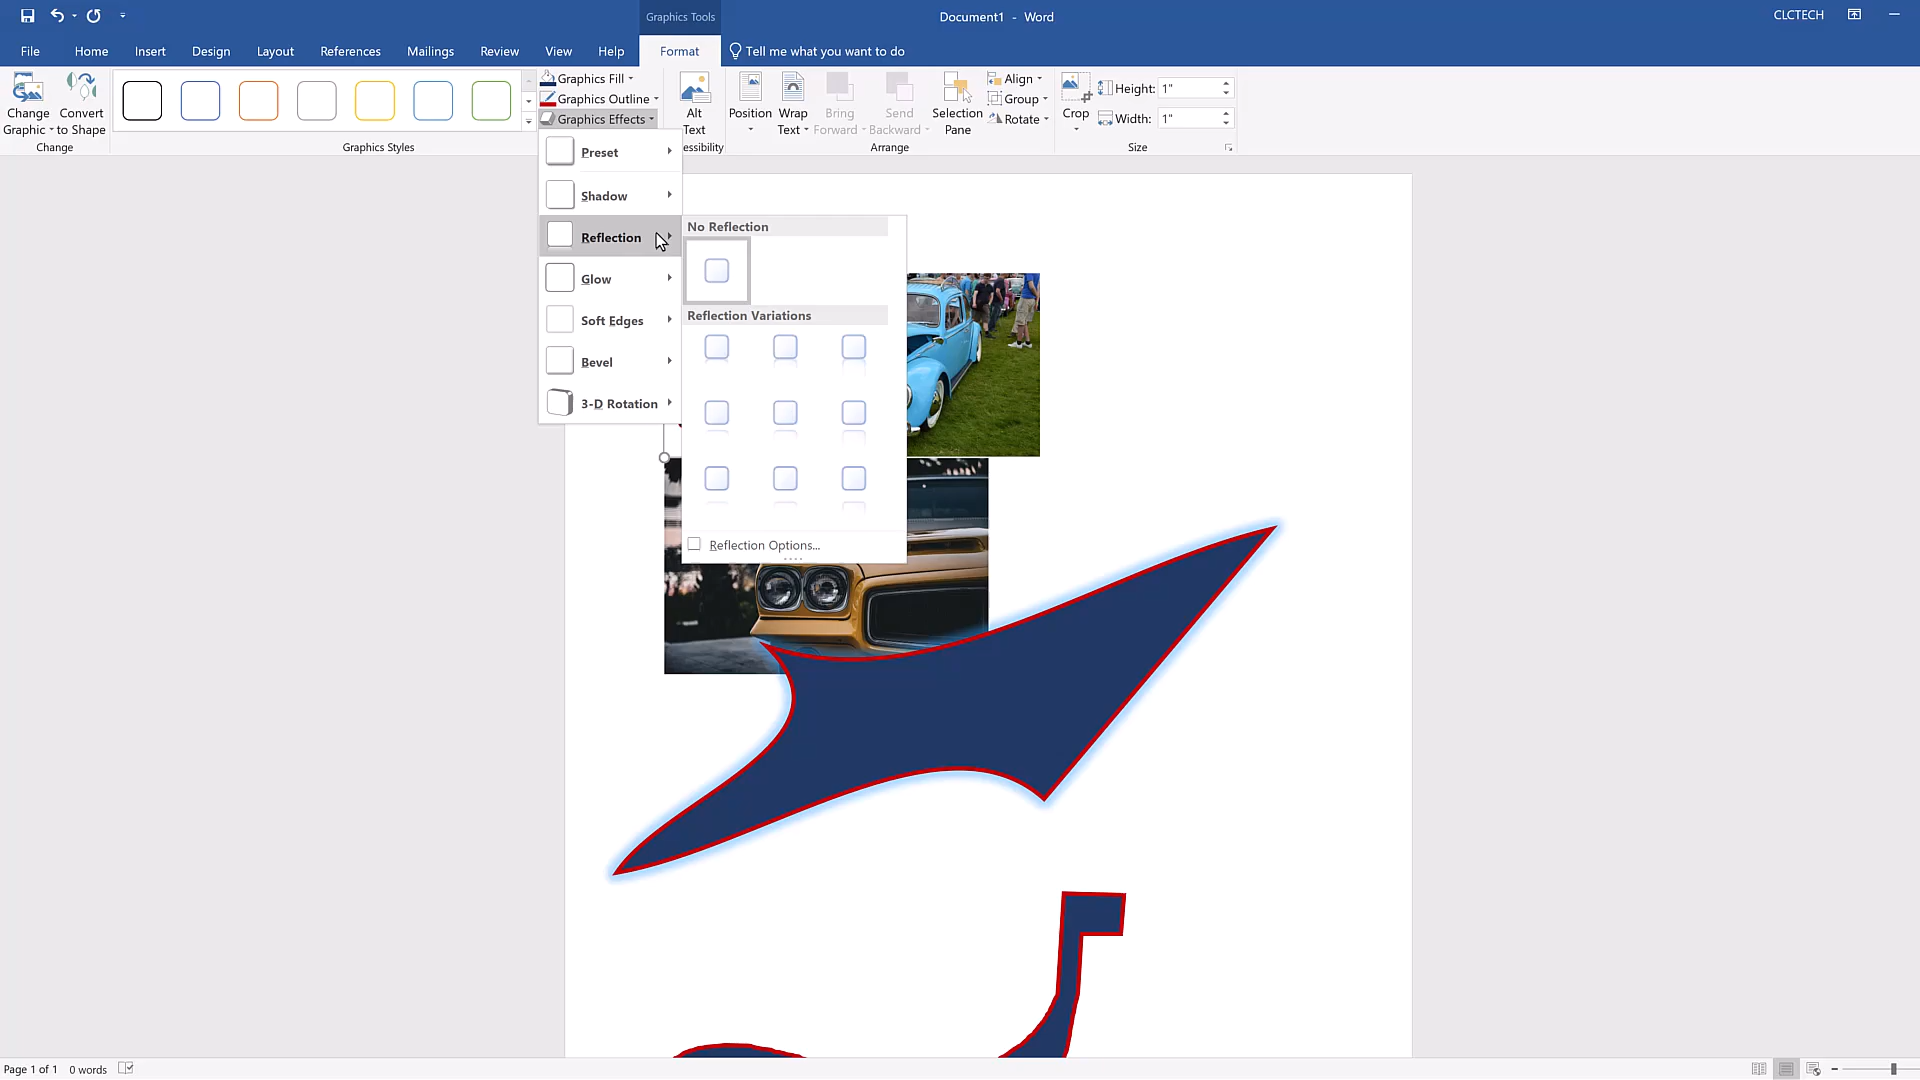 Graphics Tools
Document1 - Word
CLCTECH
File Home Insert Design Layout References Mailings Review View Help Format Tell me what you want to do
Change Graphic
Convert to Shape
Change
Graphics Styles
Graphics Fill
Graphics Outline
Graphics Effects
Alt Text
ssibility
Position
Wrap Text
Bring Forward
Send Backward
Selection Pane
Align
Group
Rotate
Arrange
Crop
Height: 1"
Width: 1"
Size
Preset
Shadow
Reflection
Glow
Soft Edges
Bevel
3-D Rotation
No Reflection
Reflection Variations
Reflection Options...
Page 1 of 1 0 words